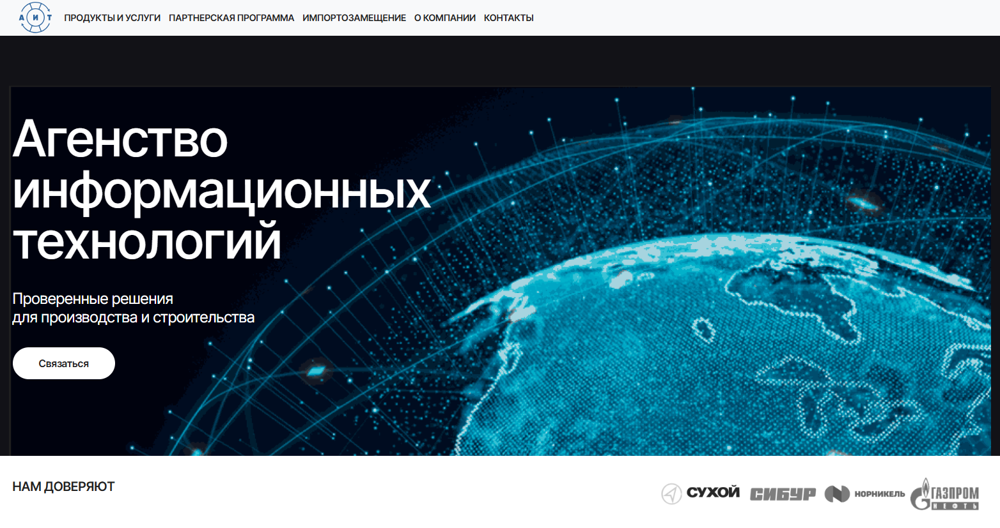 А И Т
ПРОДУКТЫ И УСЛУГИ ПАРТНЕРСКАЯ ПРОГРАММА ИМПОРТОЗАМЕЩЕНИЕ О КОМПАНИИ КОНТАКТЫ
Агенство
информационных
технологий
Проверенные решения
для производства и строительства
Связаться
НАМ ДОВЕРЯЮТ
СУХОЙ
СИБУР
НОРНИКЕЛЬ
ГАЗПРОМ
НЕФТЬ